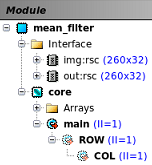 Module
mean_filter
Interface
img:rsc (260x32)
out:rsc (260x32)
core
Arrays
main (II=1)
ROW (II=1)
COL (II=1)